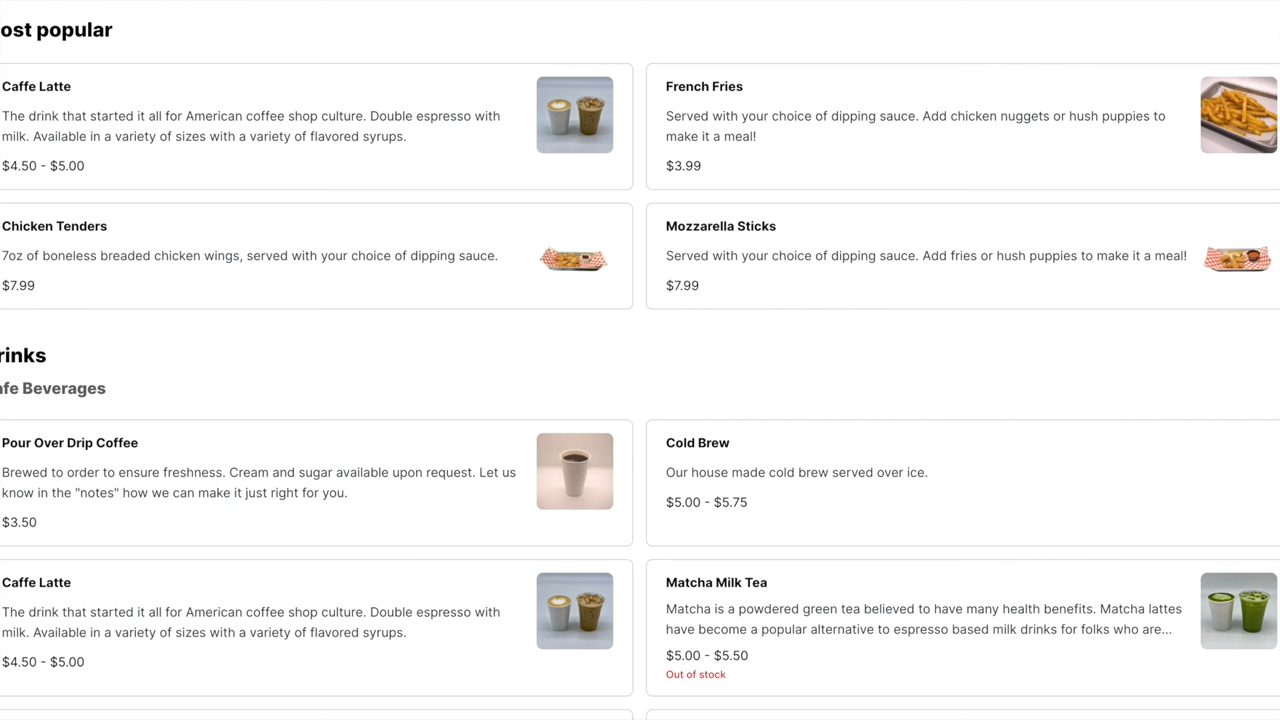 ost popular
Caffe Latte
The drink that started it all for American coffee shop culture. Double espresso with
milk. Available in a variety of sizes with a variety of flavored syrups.
$4.50 - $5.00
French Fries
Served with your choice of dipping sauce. Add chicken nuggets or hush puppies to
make it a meal!
$3.99
Chicken Tenders
7oz of boneless breaded chicken wings, served with your choice of dipping sauce.
$7.99
Mozzarella Sticks
Served with your choice of dipping sauce. Add fries or hush puppies to make it a meal!
$7.99
rinks
afe Beverages
Pour Over Drip Coffee
Brewed to order to ensure freshness. Cream and sugar available upon request. Let us
know in the "notes" how we can make it just right for you.
$3.50
Cold Brew
Our house made cold brew served over ice.
$5.00 - $5.75
Caffe Latte
The drink that started it all for American coffee shop culture. Double espresso with
milk. Available in a variety of sizes with a variety of flavored syrups.
$4.50 - $5.00
Matcha Milk Tea
Matcha is a powdered green tea believed to have many health benefits. Matcha lattes
have become a popular alternative to espresso based milk drinks for folks who are...
$5.00 - $5.50
Out of stock